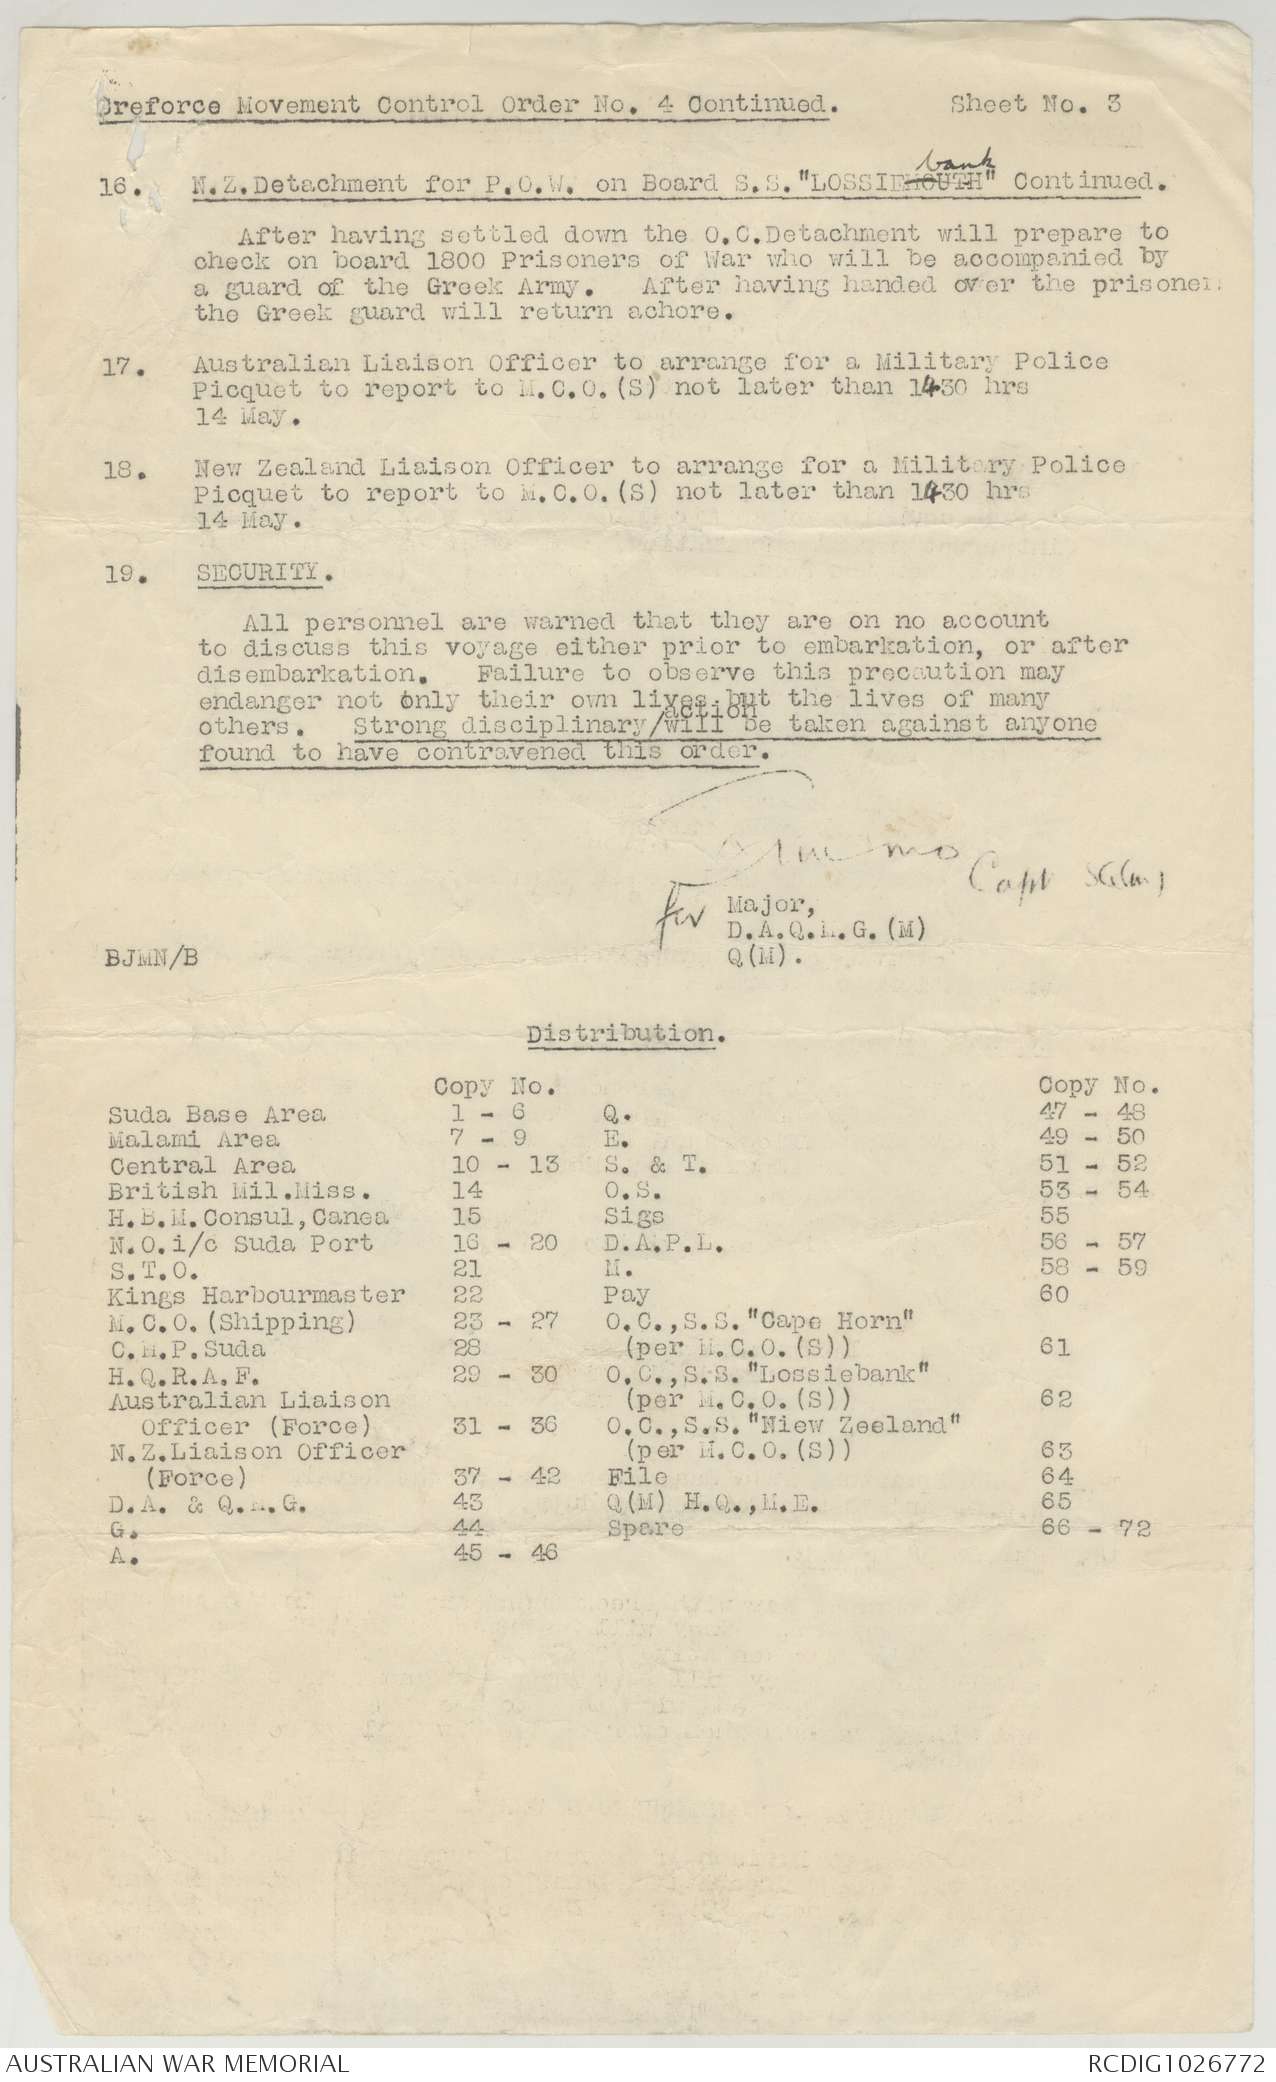 Creforce Movement Control Order No. 4 Continued. Sheet No. 3
bank
16. N.Z.Detachment for P.O.W. on Board S.S."LOSSIEMOUTH" Continued.
After having settled down the O.C.Detachment will prepare to
check on board 1800 Prisoners of War who will be accompanied by
a guard of the Greek Army. After having handed over the prisoner
the Greek guard will return achore.
17. Australian Liaison Officer to arrange for a Military Police
Picquet to report to M.C.O.(S) not later than 1430 hrs
14 May.
18. New Zealand Liaison Officer to arrange for a Military Police
Picquet to report to M.C.O.(S) not later than 1430 hrs
14 May.
19. SECURITY.
All personnel are warned that they are on no account
to discuss this voyage either prior to embarkation, or after
disembarkation. Failure to observe this precaution may
endanger not only their own lives but the lives of many
action
others. Strong disciplinary/will be taken against anyone
found to have contravened this order.
Capt
For Major,
D.A.Q.M.G.(M)
BJMN/B Q(M).
Distribution.
Copy No. Copy No.
Suda Base Area 1 - 6 Q. 47 - 48
Malami Area 7 - 9 E. 49 - 50
Central Area 10 - 13 S. & T. 51 - 52
British Mil.Miss. 14 O.S. 53 - 54
H.B.M.Consul,Canea 15 Sigs 55
N.O.i/c Suda Port 16 - 20 D.A.P.L. 56 - 57
S.T.O. 21 M. 58 - 59
Kings Harbourmaster 22 Pay 60
M.C.O.(Shipping) 23 - 27 O.C.,S.S."Cape Horn"
C.M.P.Suda 28 (per M.C.O.(S)) 61
H.Q.R.A.F. 29 - 30 O.C.,S.S."Lossiebank"
Australian Liaison (per M.C.O.(S)) 62
Officer (Force) 31 - 36 O.C.,S.S."Niew Zeeland"
N.Z.Liaison Officer (per M.C.O.(S)) 63
(Force) 37 - 42 File 64
D.A. & Q.M.G. 43 Q(M) H.Q.,M.E. 65
G. 44 Spare 66 - 72
A. 45 - 46
AUSTRALIAN WAR MEMORIAL RCDIG1026772